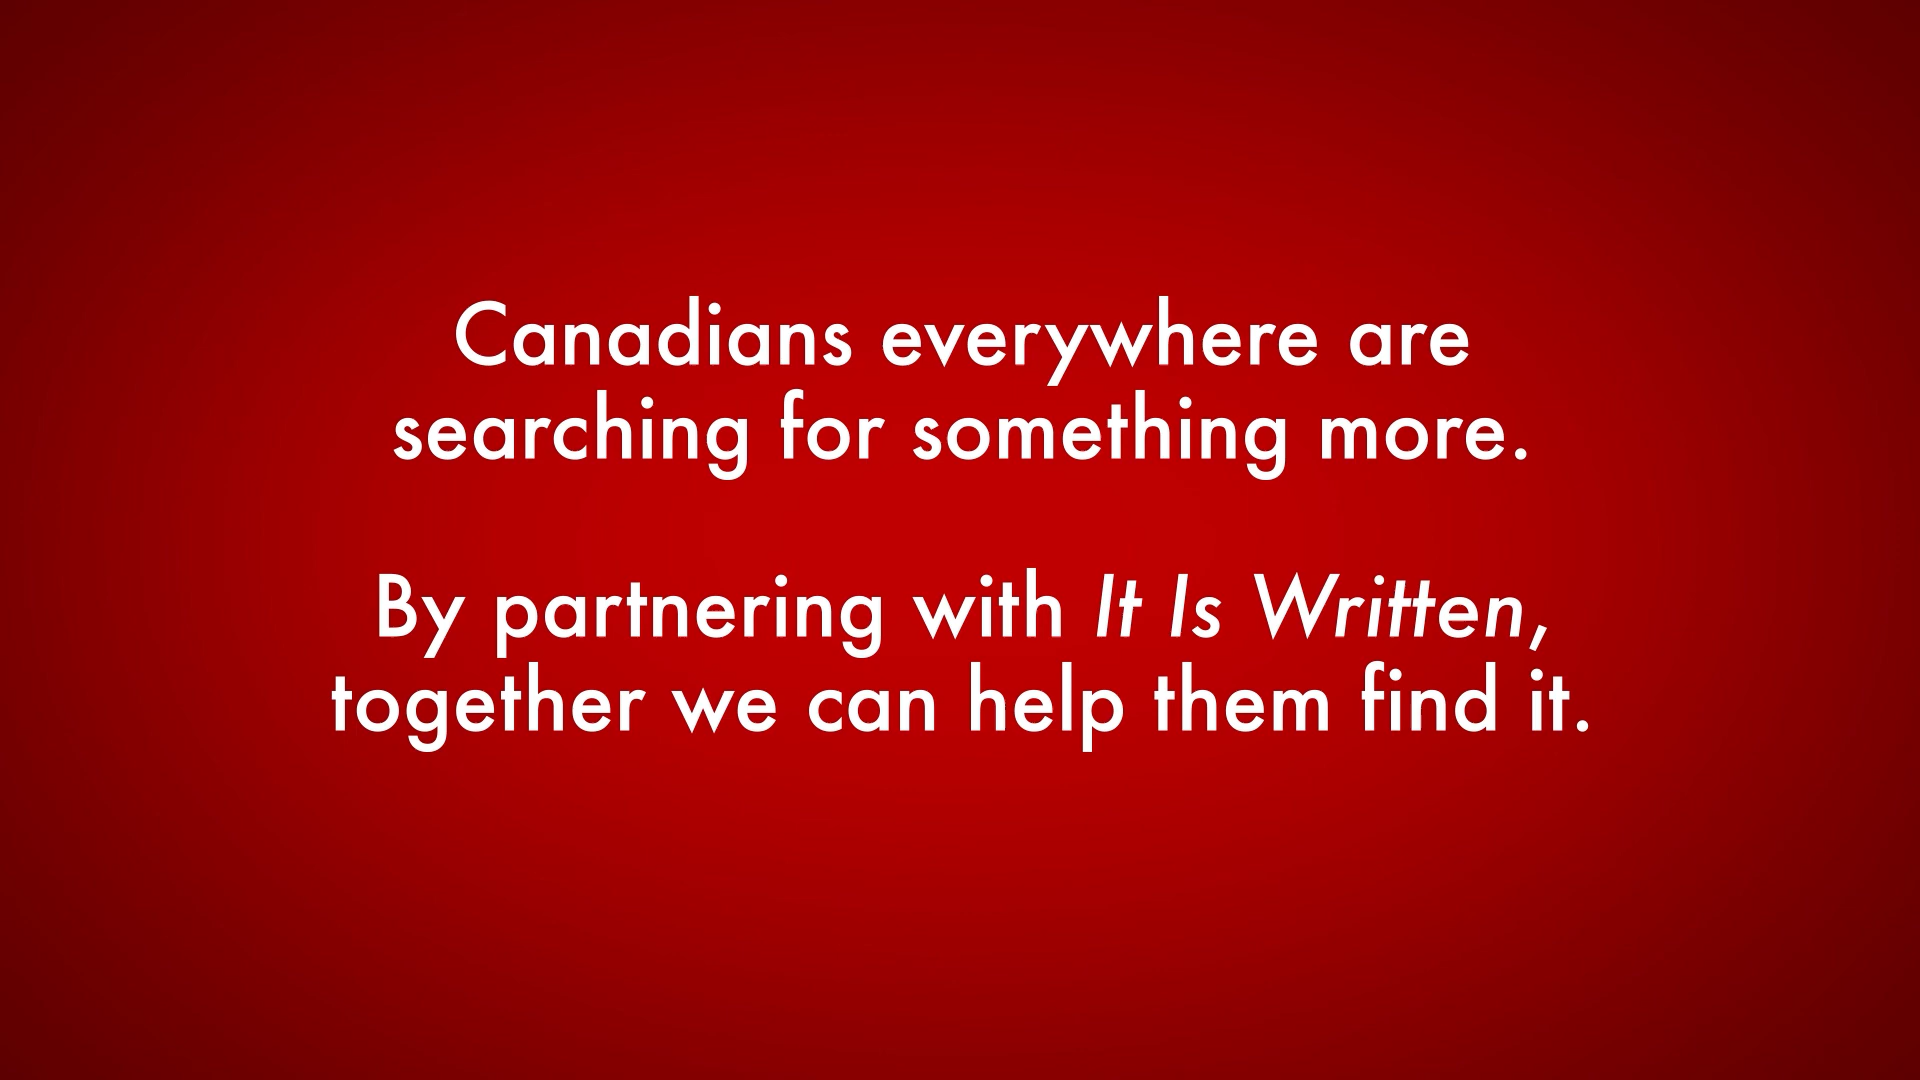 Canadians everywhere are
searching for something more.
By partnering with It Is Written,
together we can help them find it.